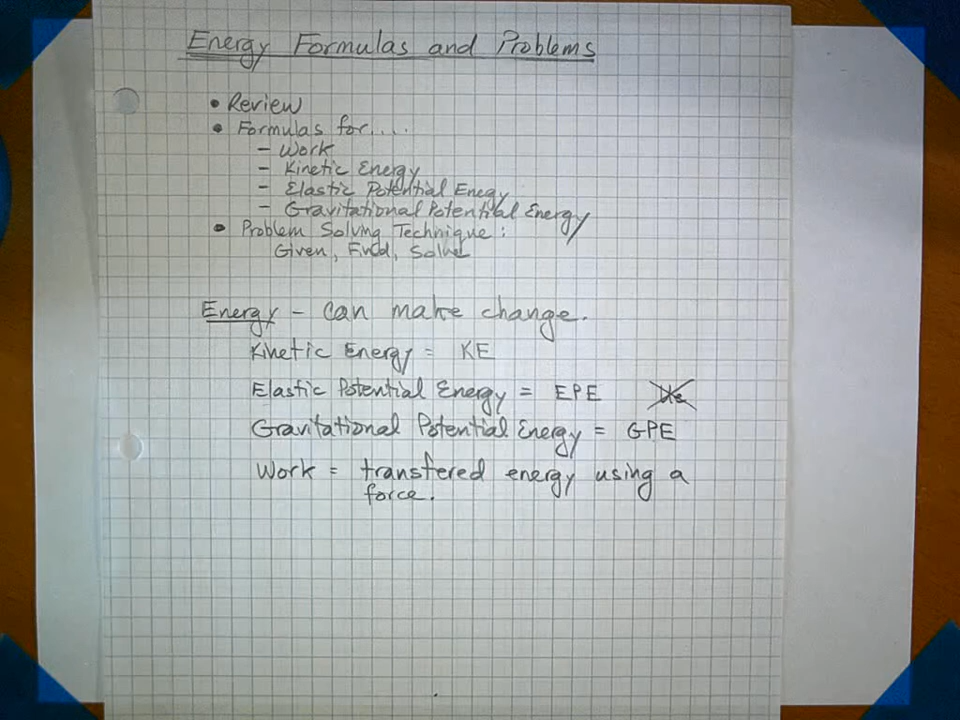 Energy Formulas and Problems
• Review
• Formulas for....
- Work
- Kinetic Energy
- Elastic Potential Enegy
- Gravitational Potential Energy
• Problem Solving Technique:
Given, Find, Solve
Energy - can make change.
Kinetic Energy = KE
Elastic Potential Energy = EPE
Gravitational Potential Energy = GPE
Work = transfered energy using a
force.